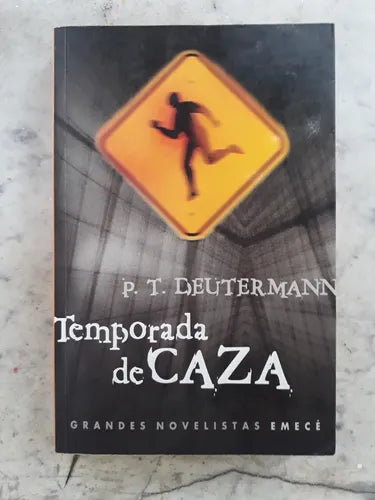 P. T. DEUTERMANN
Temporada
de CAZA
GRANDES NOVELISTAS EMECÉ